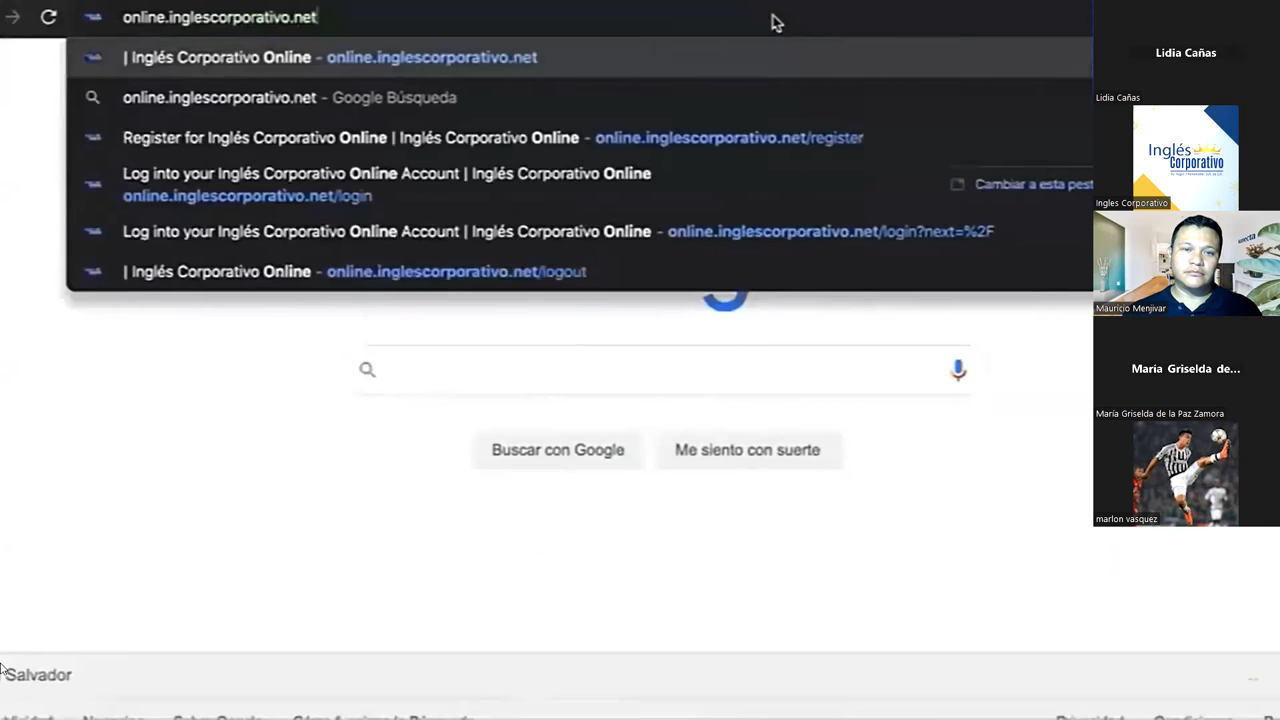 online.inglescorporativo.net
| Inglés Corporativo Online - online.inglescorporativo.net
online.inglescorporativo.net - Google Búsqueda
Register for Inglés Corporativo Online | Inglés Corporativo Online - online.inglescorporativo.net/register
Log into your Inglés Corporativo Online Account | Inglés Corporativo Online
online.inglescorporativo.net/login
Cambiar a esta pest
Log into your Inglés Corporativo Online Account | Inglés Corporativo Online - online.inglescorporativo.net/login?next=%2F
| Inglés Corporativo Online - online.inglescorporativo.net/logout
Buscar con Google
Me siento con suerte
Salvador
Lidia Cañas
Lidia Cañas
Inglés
Corporativo
Ingles Corporativo
Mauricio Menjivar
María Griselda de...
María Griselda de la Paz Zamora
marlon vasquez